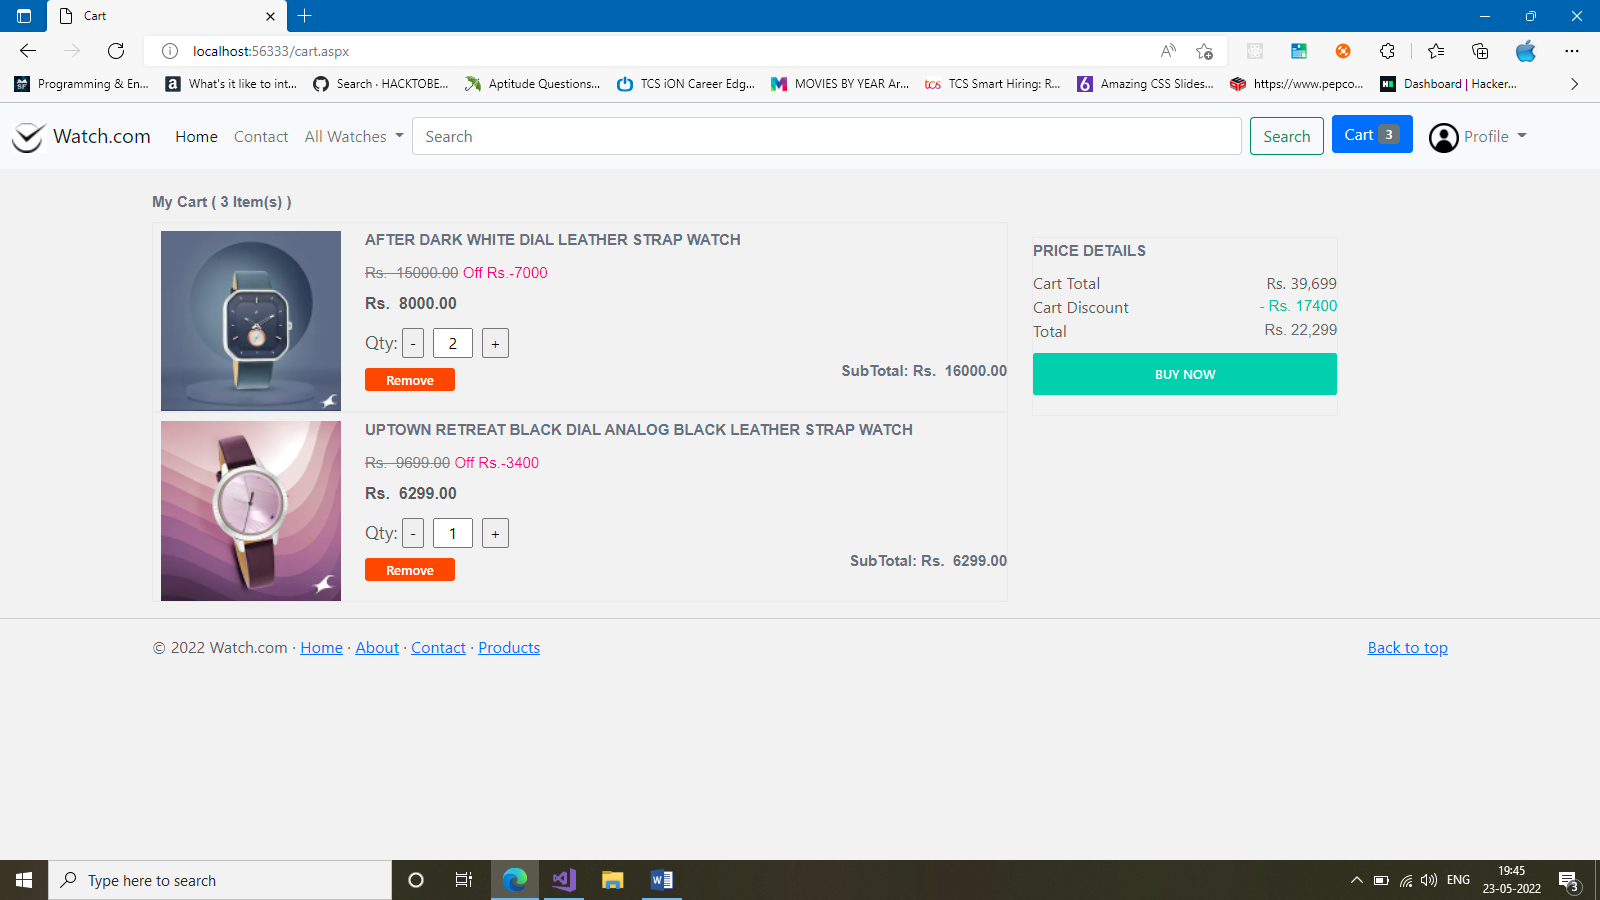 Cart
localhost:56333/cart.aspx
Programming & En... What's it like to int... Search · HACKTOBE... Aptitude Questions... TCS iON Career Edg... MOVIES BY YEAR Ar... TCS Smart Hiring: R... Amazing CSS Slides... https://www.pepco... Dashboard | Hacker...
Watch.com Home Contact All Watches Search Search Cart 3 Profile
My Cart ( 3 Item(s) )
AFTER DARK WHITE DIAL LEATHER STRAP WATCH
Rs. 15000.00 Off Rs.-7000
Rs. 8000.00
Qty: - 2 +
SubTotal: Rs. 16000.00
Remove
UPTOWN RETREAT BLACK DIAL ANALOG BLACK LEATHER STRAP WATCH
Rs. 9699.00 Off Rs.-3400
Rs. 6299.00
Qty: - 1 +
SubTotal: Rs. 6299.00
Remove
PRICE DETAILS
Cart Total Rs. 39,699
Cart Discount - Rs. 17400
Total Rs. 22,299
BUY NOW
© 2022 Watch.com · Home · About · Contact · Products Back to top
Type here to search
ENG
19:45
23-05-2022
3